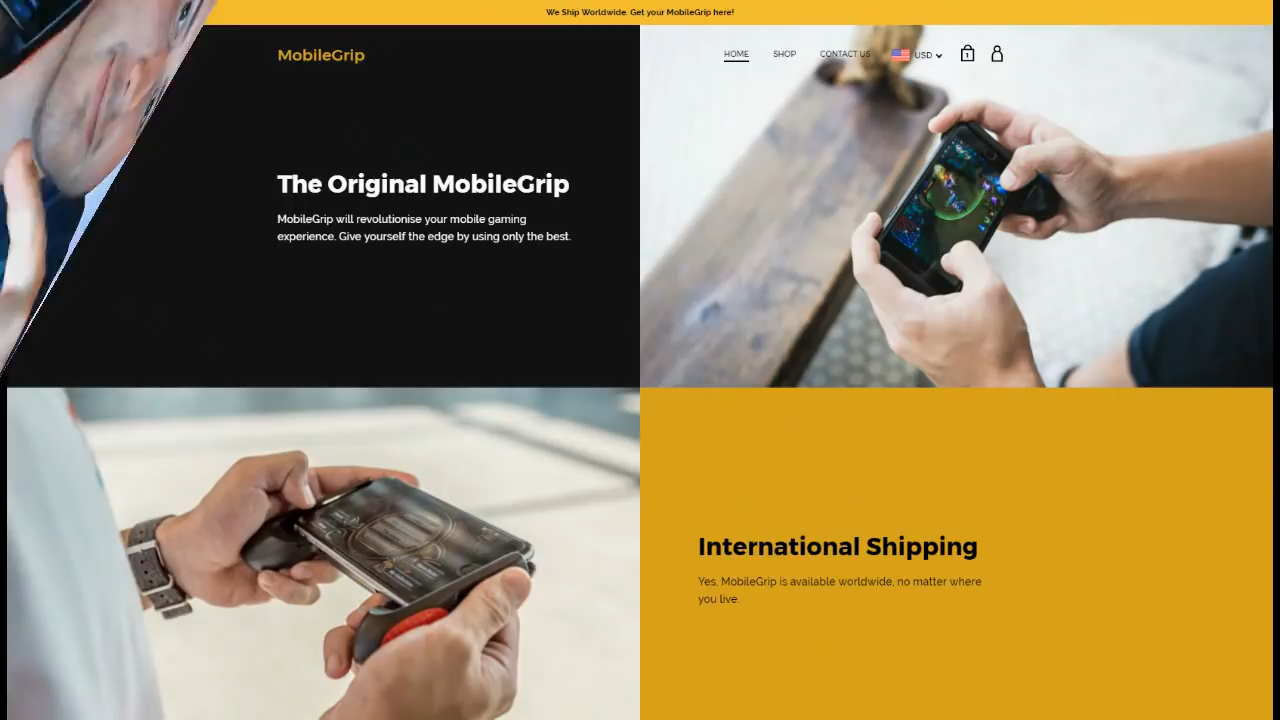 We Ship Worldwide. Get your MobileGrip here!
MobileGrip
HOME SHOP CONTACT US USD 1
The Original MobileGrip
MobileGrip will revolutionise your mobile gaming
experience. Give yourself the edge by using only the best.
International Shipping
Yes, MobileGrip is available worldwide, no matter where
you live.